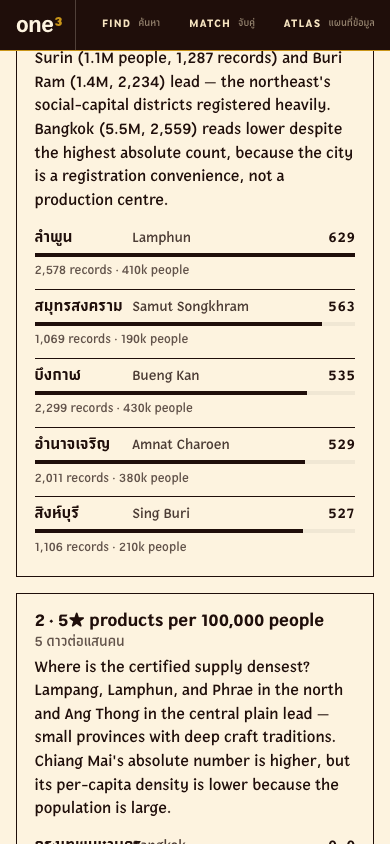 one³ FIND ค้นหา MATCH จับคู่ ATLAS แผนที่ข้อมูล
Surin (1.1M people, 1,287 records) and Buri
Ram (1.4M, 2,234) lead — the northeast's
social-capital districts registered heavily.
Bangkok (5.5M, 2,559) reads lower despite
the highest absolute count, because the city
is a registration convenience, not a
production centre.
ลำพูน Lamphun 629
2,578 records · 410k people
สมุทรสงคราม Samut Songkhram 563
1,069 records · 190k people
บึงกาฬ Bueng Kan 535
2,299 records · 430k people
อำนาจเจริญ Amnat Charoen 529
2,011 records · 380k people
สิงห์บุรี Sing Buri 527
1,106 records · 210k people
2 · 5★ products per 100,000 people
5 ดาวต่อแสนคน
Where is the certified supply densest?
Lampang, Lamphun, and Phrae in the north
and Ang Thong in the central plain lead —
small provinces with deep craft traditions.
Chiang Mai's absolute number is higher, but
its per-capita density is lower because the
population is large.